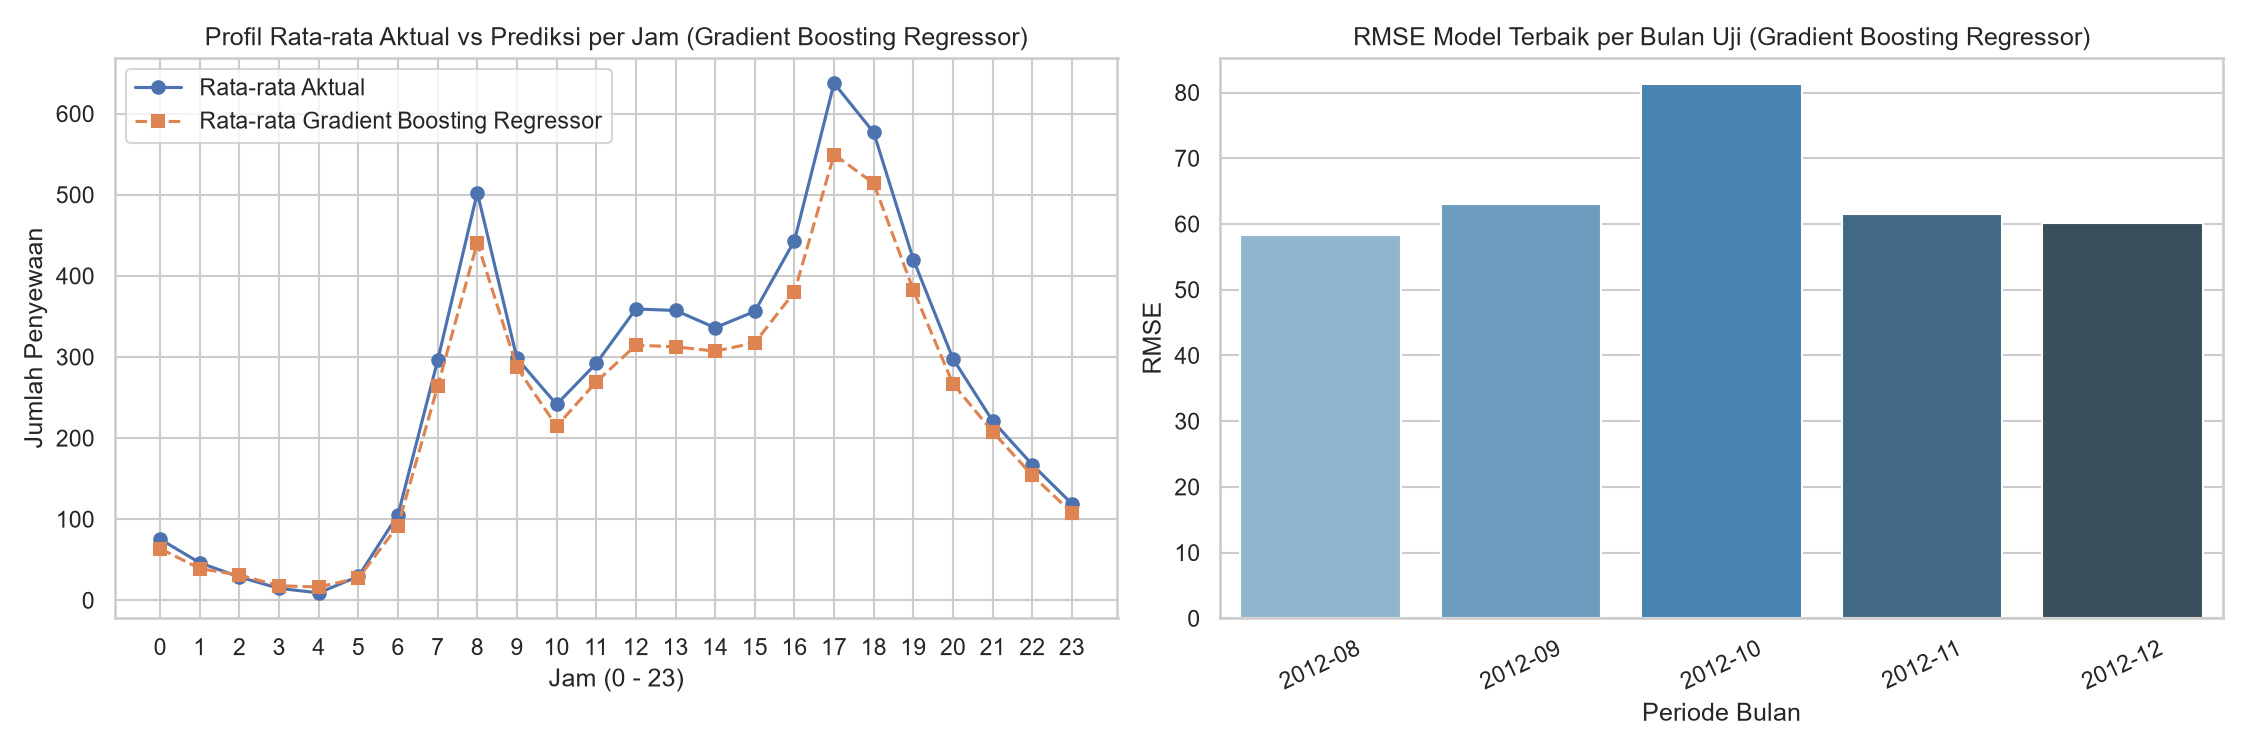 Profil Rata-rata Aktual vs Prediksi per Jam (Gradient Boosting Regressor)
Rata-rata Aktual
Rata-rata Gradient Boosting Regressor
Jumlah Penyewaan
600
500
400
300
200
100
0
0 1 2 3 4 5 6 7 8 9 10 11 12 13 14 15 16 17 18 19 20 21 22 23
Jam (0 - 23)
RMSE Model Terbaik per Bulan Uji (Gradient Boosting Regressor)
RMSE
80
70
60
50
40
30
20
10
0
2012-08 2012-09 2012-10 2012-11 2012-12
Periode Bulan